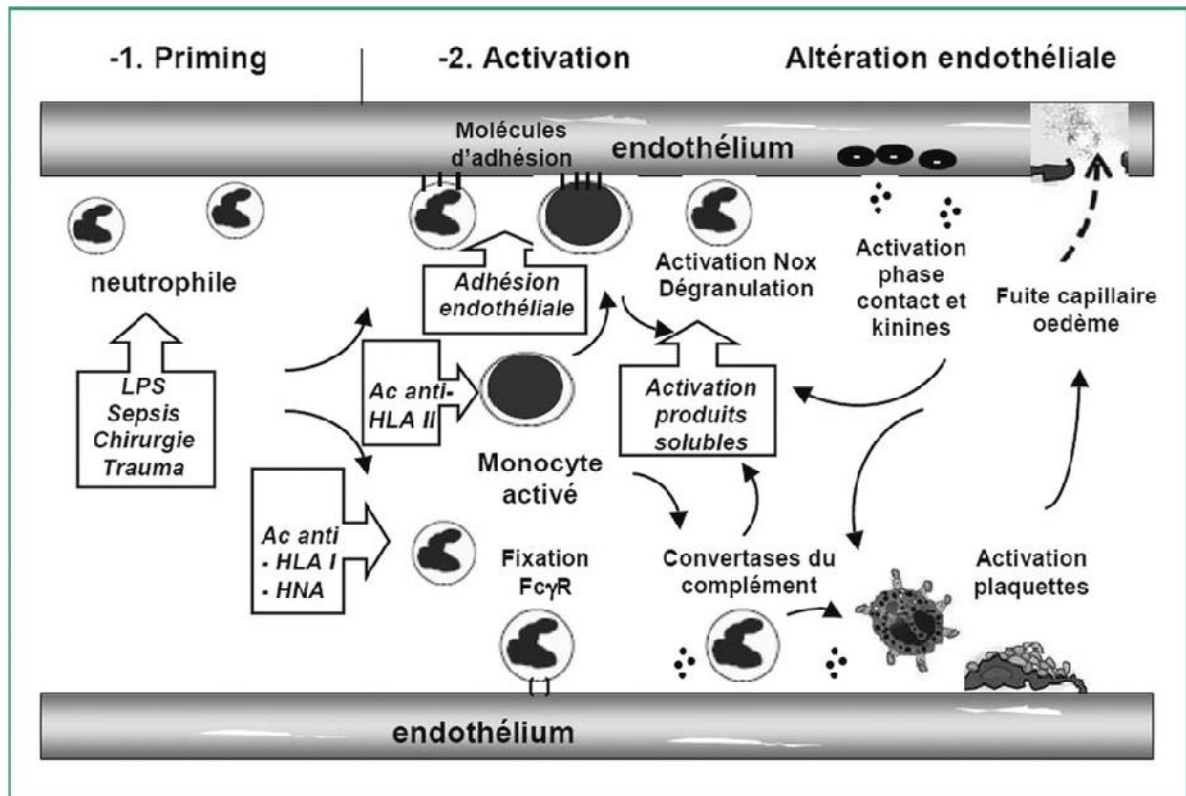 -1. Priming
-2. Activation
Altération endothéliale
Molécules
d'adhésion
endothélium
neutrophile
LPS
Sepsis
Chirurgie
Trauma
Ac anti
- HLA I
- HNA
Adhésion
endothéliale
Ac anti-
HLA II
Monocyte
activé
Fixation
FcγR
Activation Nox
Dégranulation
Activation
produits
solubles
Convertases du
complément
Activation
phase
contact et
kinines
Fuite capillaire
oedème
Activation
plaquettes
endothélium